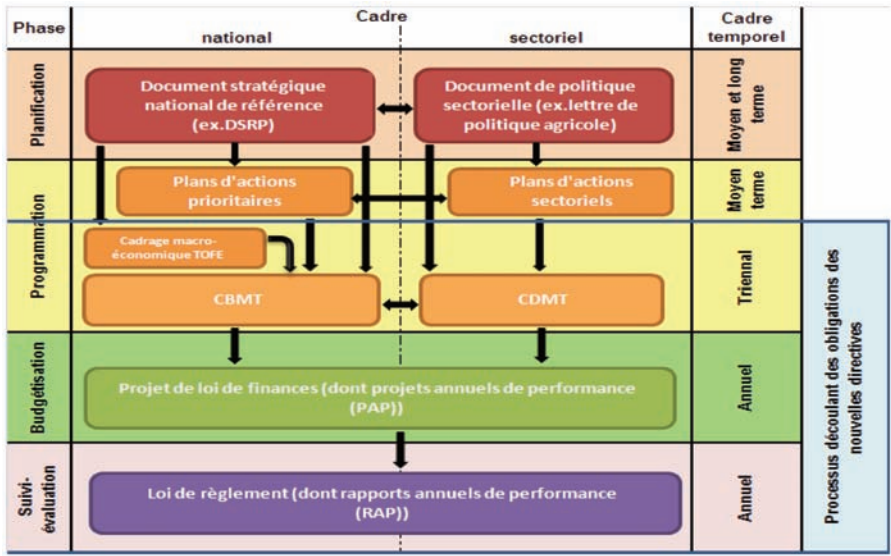 Phase
Cadre
national
sectoriel
Cadre
temporel
Planification
Document stratégique
national de référence
(ex.DSRP)
Document de politique
sectorielle (ex.lettre de
politique agricole)
Moyen et long
terme
Programmation
Plans d'actions
prioritaires
Plans d'actions
sectoriels
Moyen
terme
Cadrage macro-
économique TOFE
CBMT
CDMT
Triennal
Budgétisation
Projet de loi de finances (dont projets annuels de performance
(PAP))
Annuel
Suivi-
évaluation
Loi de règlement (dont rapports annuels de performance
(RAP))
Annuel
Processus découlant des obligations des
nouvelles directives